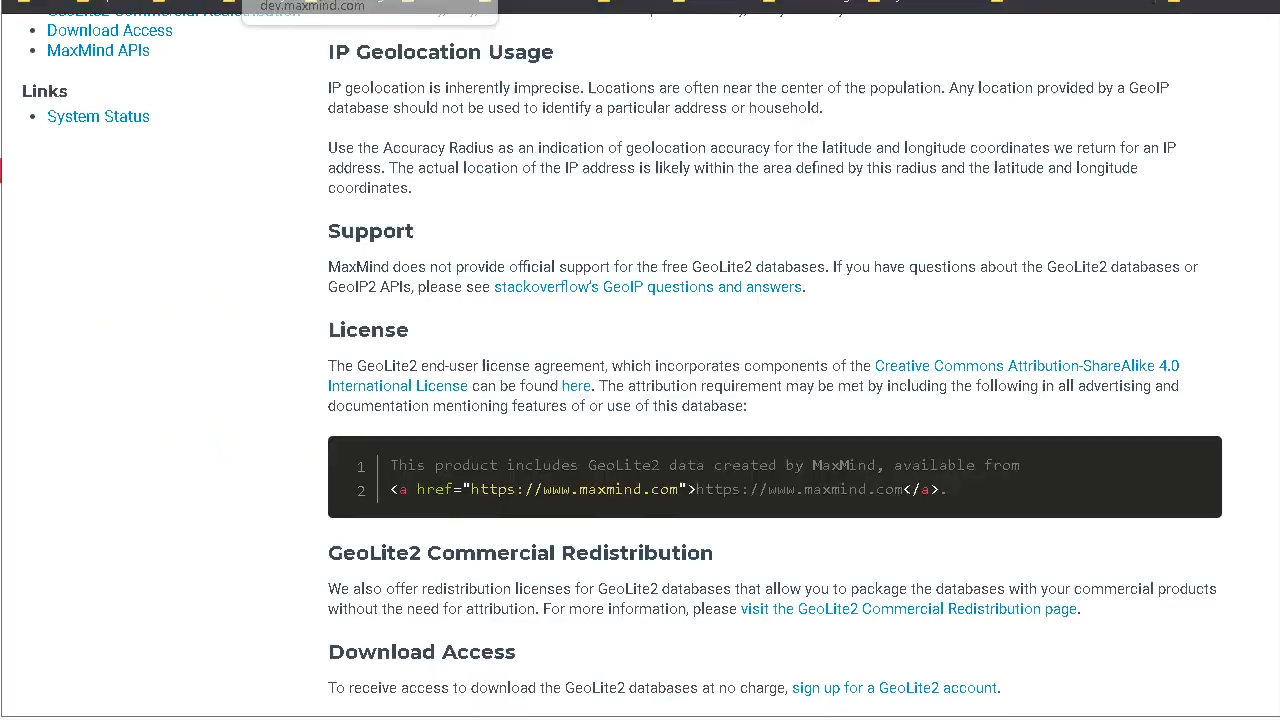 dev.maxmind.com
Download Access
MaxMind APIs
Links
System Status
IP Geolocation Usage
IP geolocation is inherently imprecise. Locations are often near the center of the population. Any location provided by a GeoIP
database should not be used to identify a particular address or household.
Use the Accuracy Radius as an indication of geolocation accuracy for the latitude and longitude coordinates we return for an IP
address. The actual location of the IP address is likely within the area defined by this radius and the latitude and longitude
coordinates.
Support
MaxMind does not provide official support for the free GeoLite2 databases. If you have questions about the GeoLite2 databases or
GeoIP2 APIs, please see stackoverflow's GeoIP questions and answers.
License
The GeoLite2 end-user license agreement, which incorporates components of the Creative Commons Attribution-ShareAlike 4.0
International License can be found here. The attribution requirement may be met by including the following in all advertising and
documentation mentioning features of or use of this database:
1 This product includes GeoLite2 data created by MaxMind, available from
2 <a href="https://www.maxmind.com">https://www.maxmind.com</a>.
GeoLite2 Commercial Redistribution
We also offer redistribution licenses for GeoLite2 databases that allow you to package the databases with your commercial products
without the need for attribution. For more information, please visit the GeoLite2 Commercial Redistribution page.
Download Access
To receive access to download the GeoLite2 databases at no charge, sign up for a GeoLite2 account.